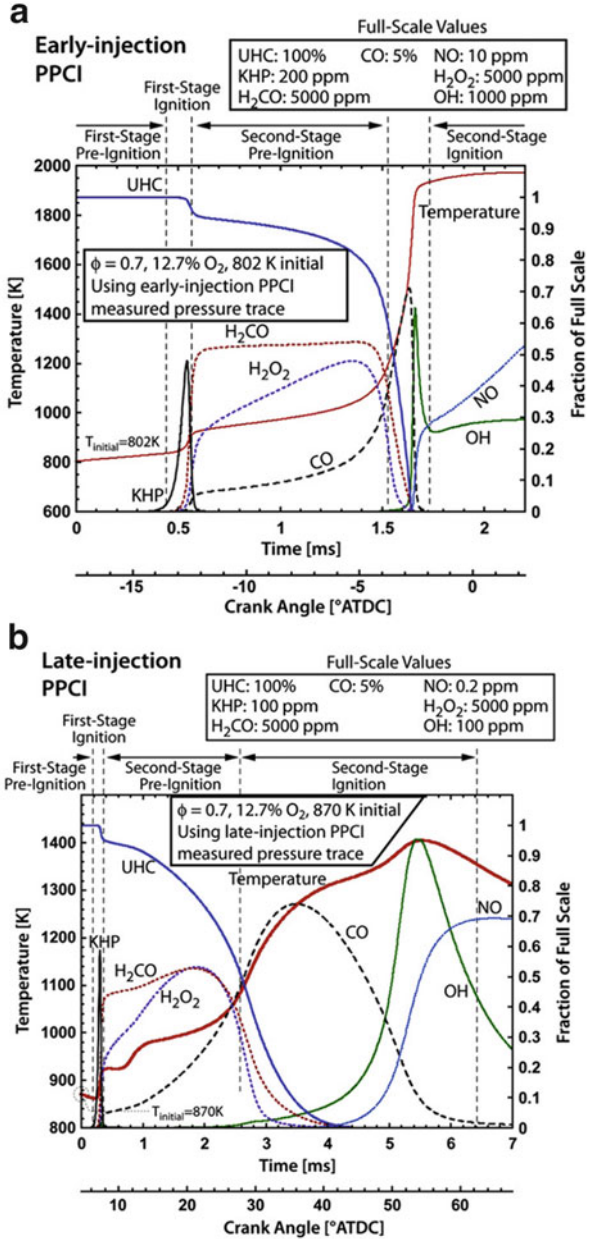 a
Early-injection
PPCI
Full-Scale Values
UHC: 100% CO: 5% NO: 10 ppm
KHP: 200 ppm H₂O₂: 5000 ppm
H₂CO: 5000 ppm OH: 1000 ppm
First-Stage
Ignition
First-Stage
Pre-Ignition
Second-Stage
Pre-Ignition
Second-Stage
Ignition
2000
1800
1600
1400
1200
1000
800
600
Temperature [K]
UHC
Temperature
ϕ = 0.7, 12.7% O₂, 802 K initial
Using early-injection PPCI
measured pressure trace
H₂CO
H₂O₂
NO
Tinitial=802K
CO
OH
KHP
1
0.9
0.8
0.7
0.6
0.5
0.4
0.3
0.2
0.1
0
Fraction of Full Scale
0 0.5 1 1.5 2
Time [ms]
-15 -10 -5 0
Crank Angle [°ATDC]
b
Late-injection
PPCI
Full-Scale Values
UHC: 100% CO: 5% NO: 0.2 ppm
KHP: 100 ppm H₂O₂: 5000 ppm
H₂CO: 5000 ppm OH: 100 ppm
First-Stage
Ignition
First-Stage
Pre-Ignition
Second-Stage
Pre-Ignition
Second-Stage
Ignition
1400
1300
1200
1100
1000
900
800
Temperature [K]
ϕ = 0.7, 12.7% O₂, 870 K initial
Using late-injection PPCI
measured pressure trace
UHC
Temperature
KHP
CO
NO
H₂CO
H₂O₂
OH
Tinitial=870K
1
0.9
0.8
0.7
0.6
0.5
0.4
0.3
0.2
0.1
0
Fraction of Full Scale
0 1 2 3 4 5 6 7
Time [ms]
10 20 30 40 50 60
Crank Angle [°ATDC]